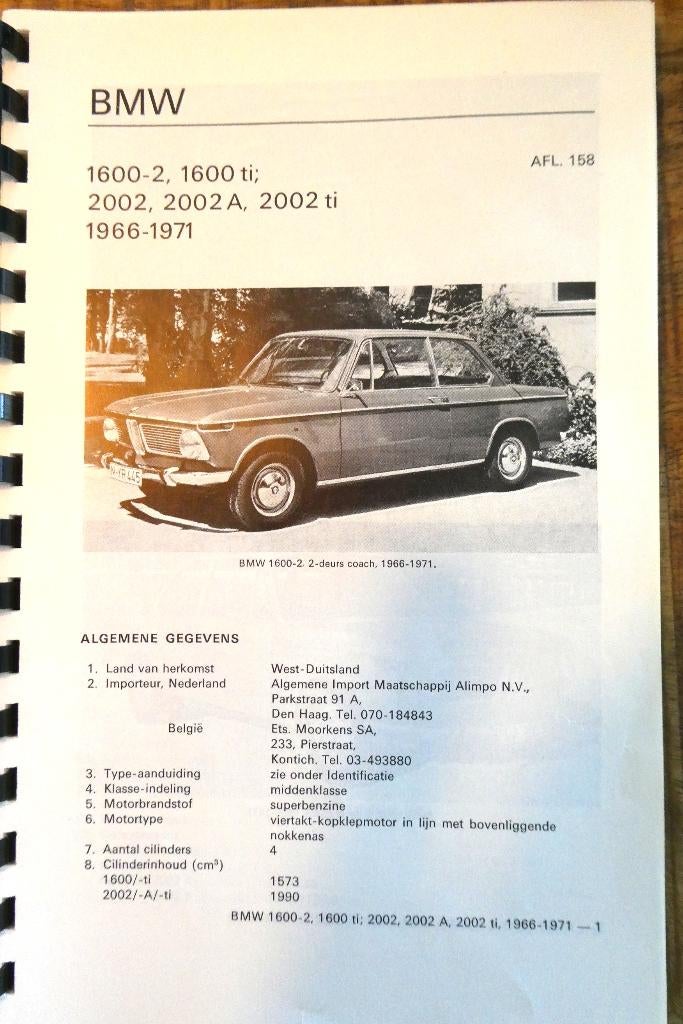 BMW
AFL. 158
1600-2, 1600 ti;
2002, 2002 A, 2002 ti
1966-1971
N-YR 445
BMW 1600-2. 2-deurs coach, 1966-1971.
ALGEMENE GEGEVENS
1. Land van herkomst West-Duitsland
2. Importeur, Nederland Algemene Import Maatschappij Alimpo N.V.,
Parkstraat 91 A,
Den Haag. Tel. 070-184843
België Ets. Moorkens SA,
233, Pierstraat,
Kontich. Tel. 03-493880
3. Type-aanduiding zie onder Identificatie
4. Klasse-indeling middenklasse
5. Motorbrandstof superbenzine
6. Motortype viertakt-kopklepmotor in lijn met bovenliggende
nokkenas
7. Aantal cilinders 4
8. Cilinderinhoud (cm³)
1600/-ti 1573
2002/-A/-ti 1990
BMW 1600-2, 1600 ti; 2002, 2002 A, 2002 ti, 1966-1971 — 1